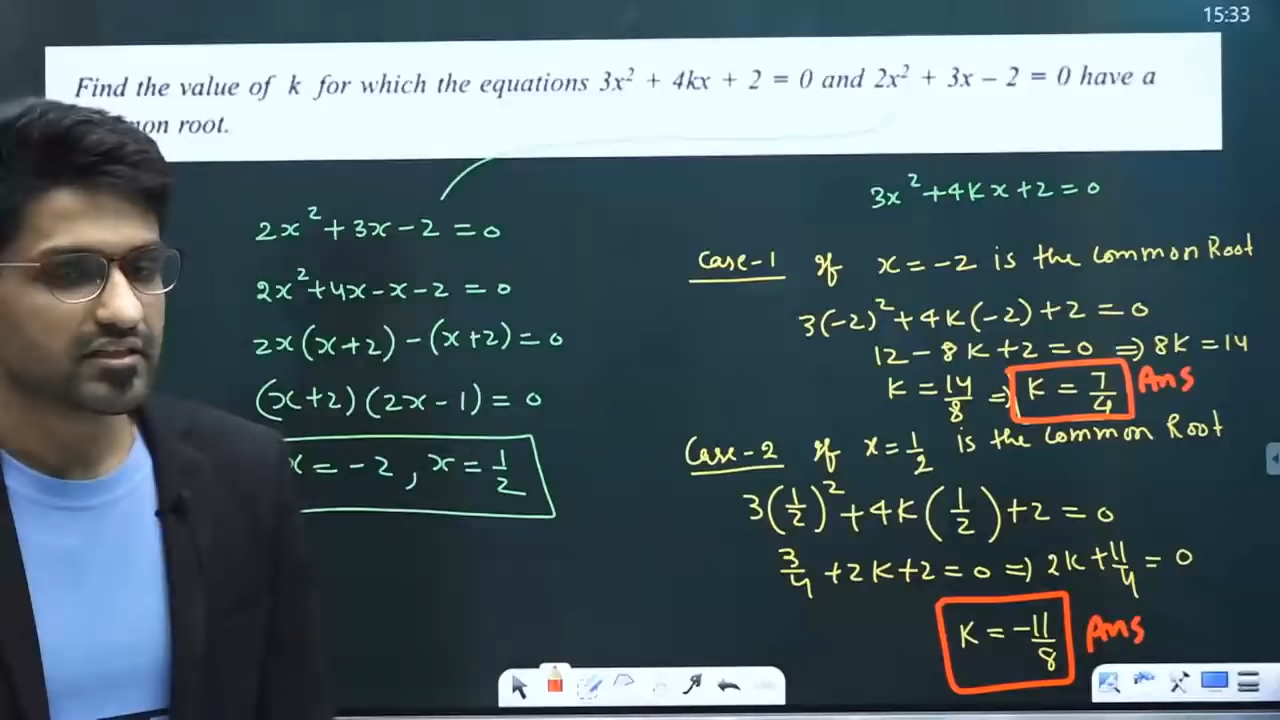 15:33
Find the value of k for which the equations 3x² + 4kx + 2 = 0 and 2x² + 3x − 2 = 0 have a
root.
2x² + 3x − 2 = 0
2x² + 4x − x − 2 = 0
2x(x+2) − (x+2) = 0
(x+2)(2x−1) = 0
x = −2, x = 1/2
3x² + 4kx + 2 = 0
Case-1 If x = −2 is the common Root
3(−2)² + 4k(−2) + 2 = 0
12 − 8k + 2 = 0 ⇒ 8k = 14
k = 14/8 ⇒ k = 7/4 Ans
Case-2 If x = 1/2 is the common Root
3(1/2)² + 4k(1/2) + 2 = 0
3/4 + 2k + 2 = 0 ⇒ 2k + 11/4 = 0
k = −11/8 Ans